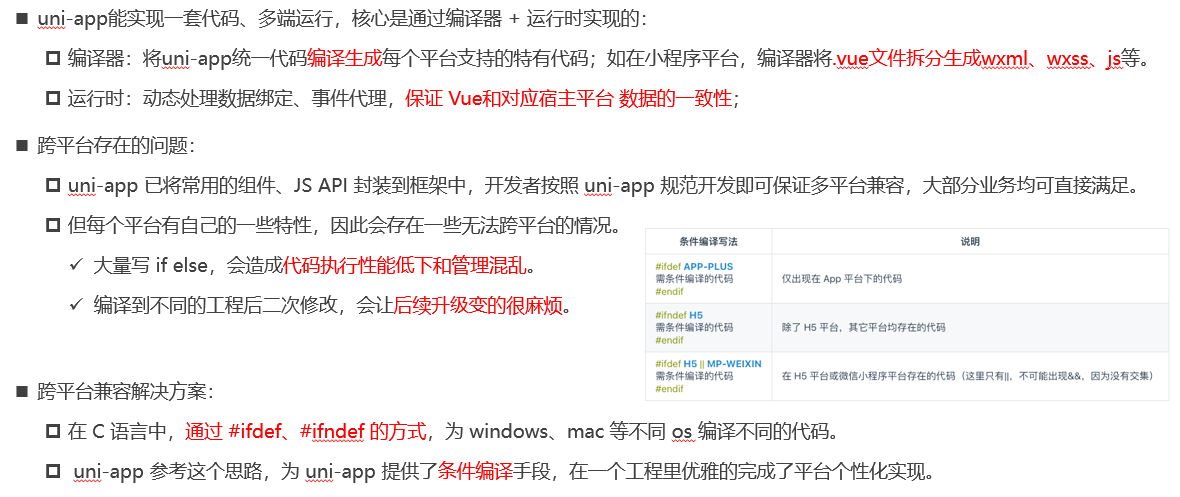 uni-app能实现一套代码、多端运行，核心是通过编译器 + 运行时实现的：
编译器：将uni-app统一代码编译生成每个平台支持的特有代码；如在小程序平台，编译器将.vue文件拆分生成wxml、wxss、js等。
运行时：动态处理数据绑定、事件代理，保证 Vue和对应宿主平台 数据的一致性；
跨平台存在的问题：
uni-app 已将常用的组件、JS API 封装到框架中，开发者按照 uni-app 规范开发即可保证多平台兼容，大部分业务均可直接满足。
但每个平台有自己的一些特性，因此会存在一些无法跨平台的情况。
✓ 大量写 if else，会造成代码执行性能低下和管理混乱。
✓ 编译到不同的工程后二次修改，会让后续升级变的很麻烦。
条件编译写法 说明
#ifdef APP-PLUS
需条件编译的代码
#endif
仅出现在 App 平台下的代码
#ifndef H5
需条件编译的代码
#endif
除了 H5 平台，其它平台均存在的代码
#ifdef H5 || MP-WEIXIN
需条件编译的代码
#endif
在 H5 平台或微信小程序平台存在的代码（这里只有||，不可能出现&&，因为没有交集）
跨平台兼容解决方案：
在 C 语言中，通过 #ifdef、#ifndef 的方式，为 windows、mac 等不同 os 编译不同的代码。
uni-app 参考这个思路，为 uni-app 提供了条件编译手段，在一个工程里优雅的完成了平台个性化实现。